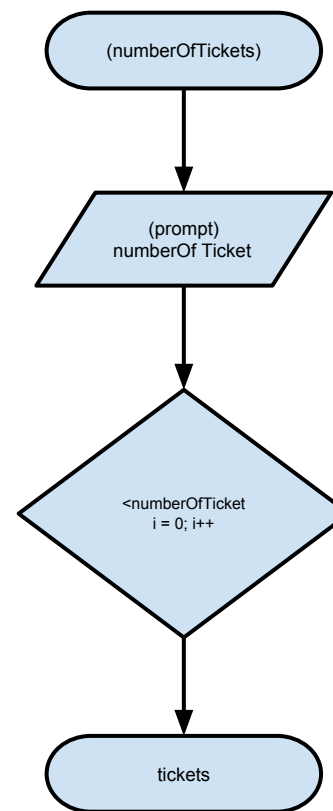 (numberOfTickets)
(prompt)
numberOf Ticket
<numberOfTicket
i = 0; i++
tickets